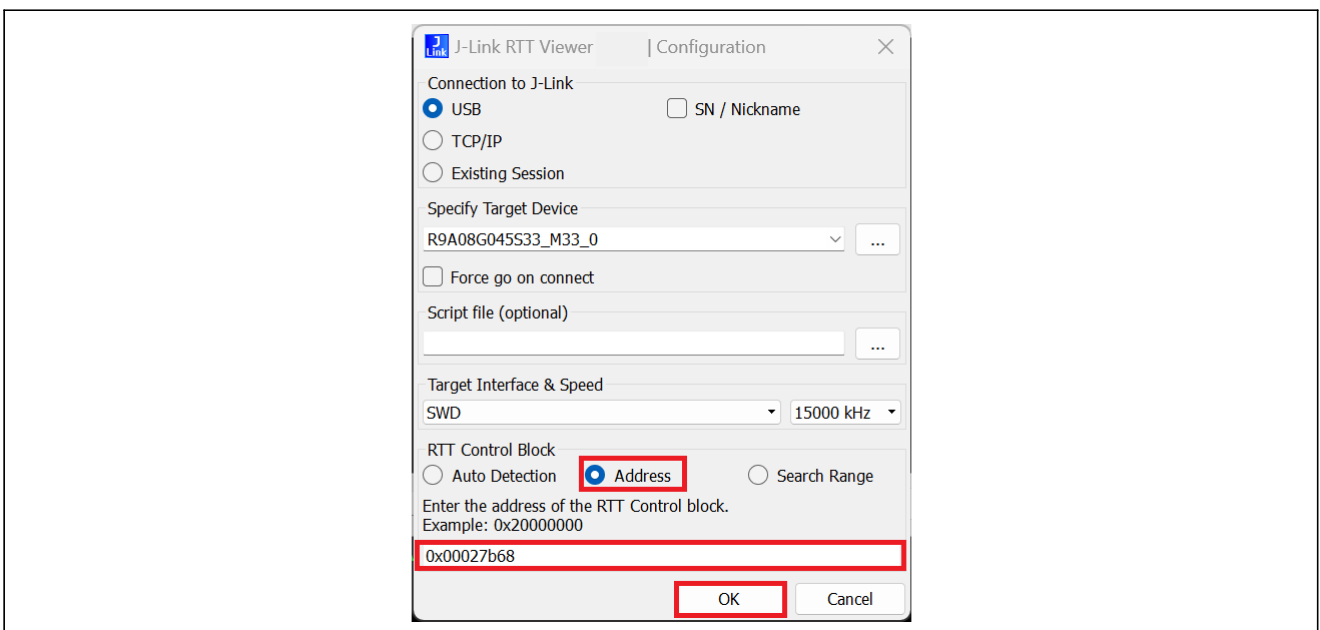 J Link J-Link RTT Viewer | Configuration
Connection to J-Link
USB SN / Nickname
TCP/IP
Existing Session
Specify Target Device
R9A08G045S33_M33_0 ...
Force go on connect
Script file (optional)
...
Target Interface & Speed
SWD 15000 kHz
RTT Control Block
Auto Detection Address Search Range
Enter the address of the RTT Control block.
Example: 0x20000000
0x00027b68
OK Cancel